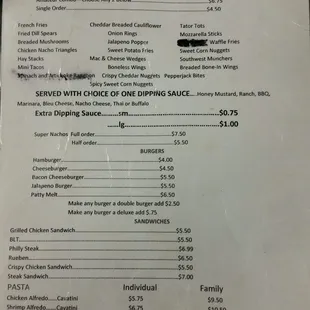 Single Order...$4.50
French Fries Cheddar Breaded Cauliflower Tator Tots
Fried Dill Spears Onion Rings Mozzarella Sticks
Breaded Mushrooms Jalapeno Popper Waffle Fries
Chicken Nacho Triangles Sweet Potato Fries Sweet Corn Nuggets
Hay Stacks Mac & Cheese Wedges Southwest Munchers
Mini Tacos Boneless Wings Breaded Bone-In Wings
Crispy Cheddar Nuggets Pepperjack Bites
Spicy Sweet Corn Nuggets
SERVED WITH CHOICE OF ONE DIPPING SAUCE....Honey Mustard, Ranch, BBQ,
Marinara, Bleu Cheese, Nacho Cheese, Thai or Buffalo
Extra Dipping Sauce......sm...$0.75
......lg...$1.00
Super Nachos Full order...$7.50
Half order...$5.50
BURGERS
Hamburger...$4.00
Cheeseburger...$4.50
Bacon Cheeseburger...$5.50
Jalapeno Burger...$5.50
Patty Melt...$6.50
Make any burger a double burger add $2.50
Make any burger a deluxe add $.75
SANDWICHES
Grilled Chicken Sandwich...$5.50
BLT...$5.50
Philly Steak...$6.99
Rueben...$6.50
Crispy Chicken Sandwich...$5.50
Steak Sandwich...$7.00
PASTA Individual Family
Chicken Alfredo.....Cavatini $5.75 $9.50
Shrimp Alfredo.....Cavatini $6.75 $10.50